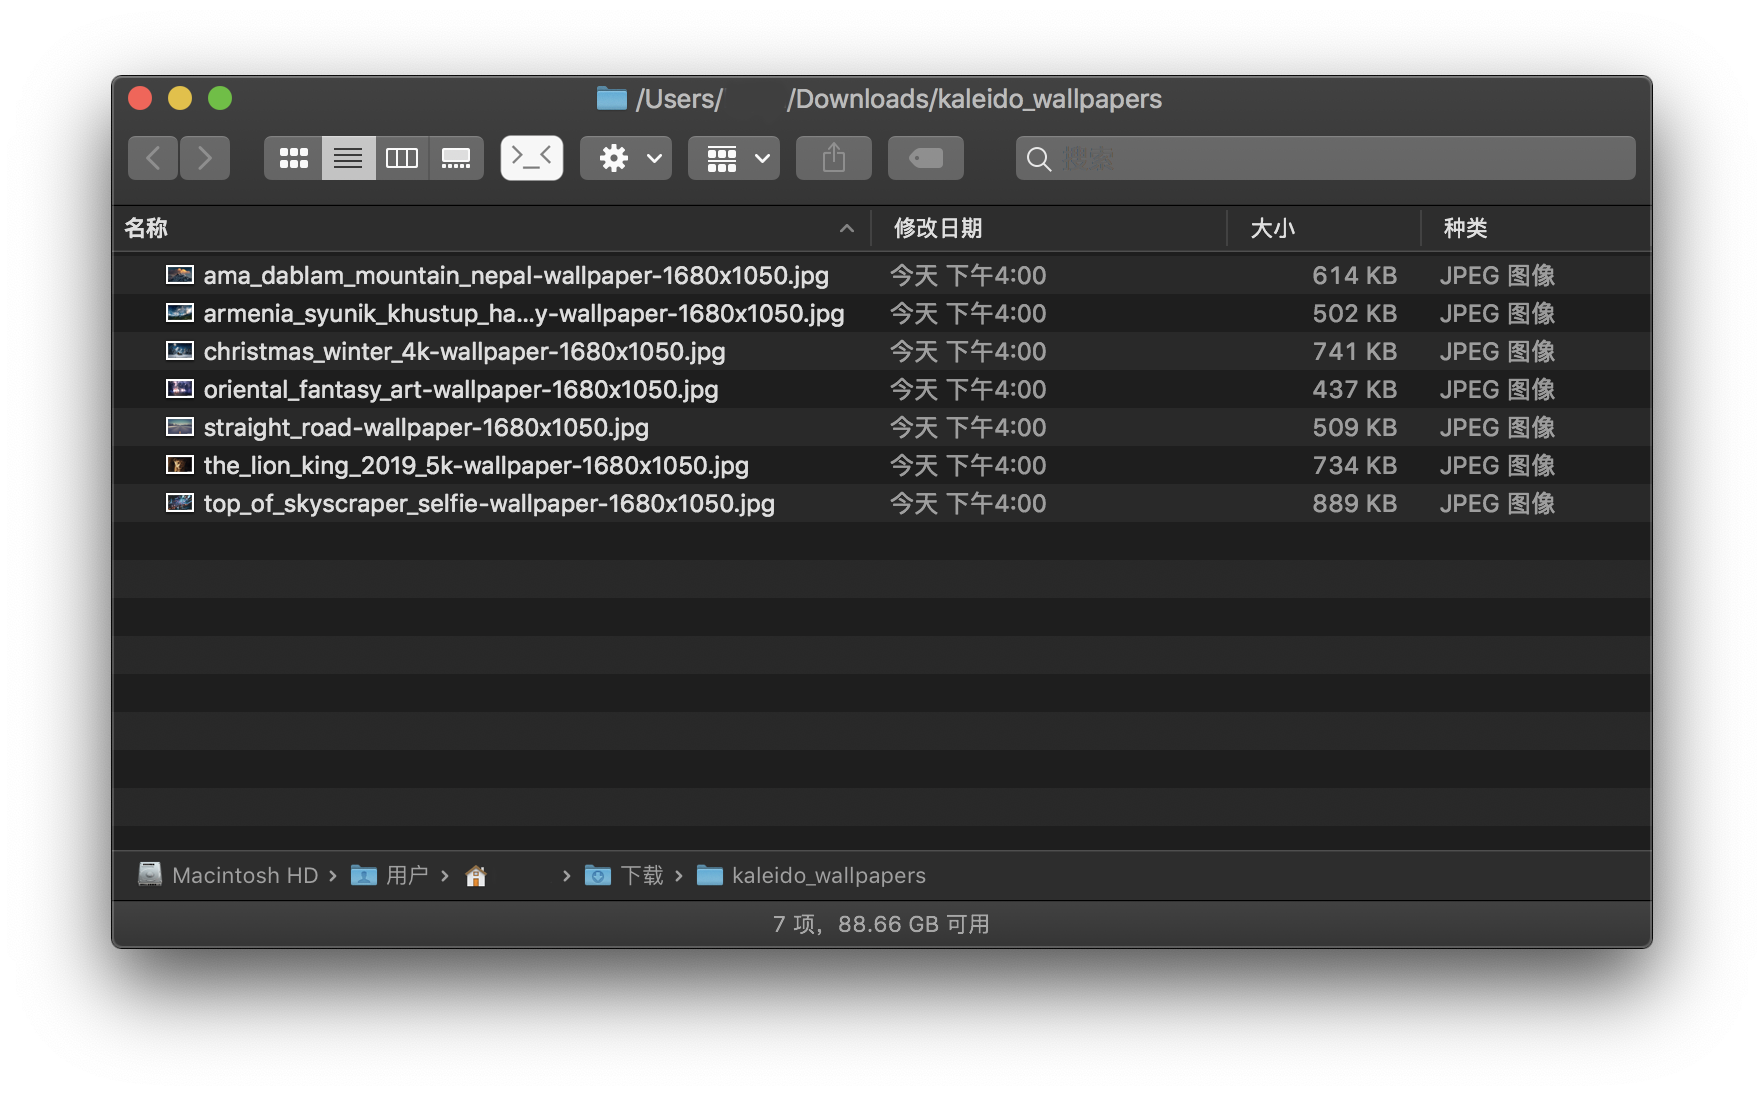 /Users/ /Downloads/kaleido_wallpapers
搜索
名称 修改日期 大小 种类
ama_dablam_mountain_nepal-wallpaper-1680x1050.jpg 今天 下午4:00 614 KB JPEG 图像
armenia_syunik_khustup_ha...y-wallpaper-1680x1050.jpg 今天 下午4:00 502 KB JPEG 图像
christmas_winter_4k-wallpaper-1680x1050.jpg 今天 下午4:00 741 KB JPEG 图像
oriental_fantasy_art-wallpaper-1680x1050.jpg 今天 下午4:00 437 KB JPEG 图像
straight_road-wallpaper-1680x1050.jpg 今天 下午4:00 509 KB JPEG 图像
the_lion_king_2019_5k-wallpaper-1680x1050.jpg 今天 下午4:00 734 KB JPEG 图像
top_of_skyscraper_selfie-wallpaper-1680x1050.jpg 今天 下午4:00 889 KB JPEG 图像
Macintosh HD › 用户 › › 下载 › kaleido_wallpapers
7 项，88.66 GB 可用